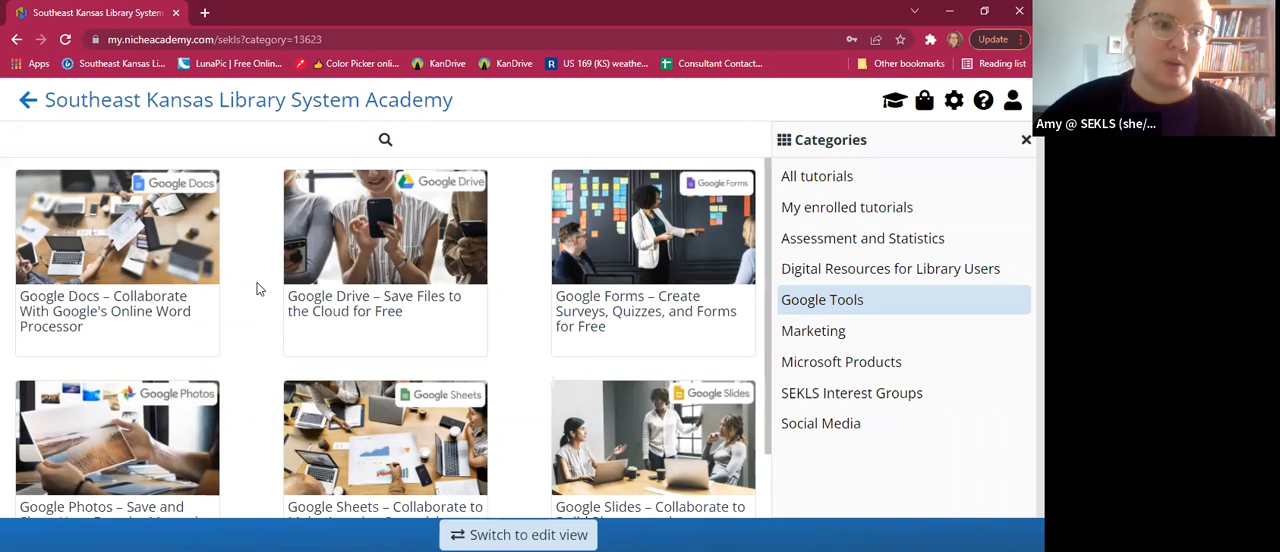 Southeast Kansas Library System
my.nicheacademy.com/sekls?category=13623
Update
Apps
Southeast Kansas Li...
LunaPic | Free Onlin...
Color Picker onli...
KanDrive
KanDrive
US 169 (KS) weathe...
Consultant Contact...
Other bookmarks
Reading list
Southeast Kansas Library System Academy
Amy @ SEKLS (she/...
Google Docs
Google Docs – Collaborate
With Google's Online Word
Processor
Google Drive
Google Drive – Save Files to
the Cloud for Free
Google Forms
Google Forms – Create
Surveys, Quizzes, and Forms
for Free
Google Photos
Google Photos – Save and
Google Sheets
Google Sheets – Collaborate to
Google Slides
Google Slides – Collaborate to
Categories
All tutorials
My enrolled tutorials
Assessment and Statistics
Digital Resources for Library Users
Google Tools
Marketing
Microsoft Products
SEKLS Interest Groups
Social Media
Switch to edit view